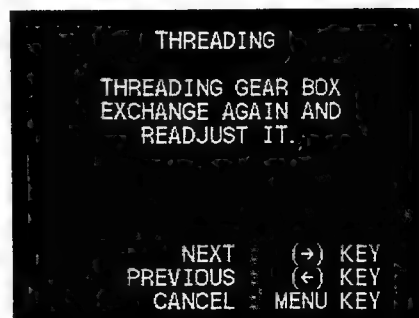 THREADING
THREADING GEAR BOX
EXCHANGE AGAIN AND
READJUST IT.
NEXT (→) KEY
PREVIOUS (←) KEY
CANCEL MENU KEY